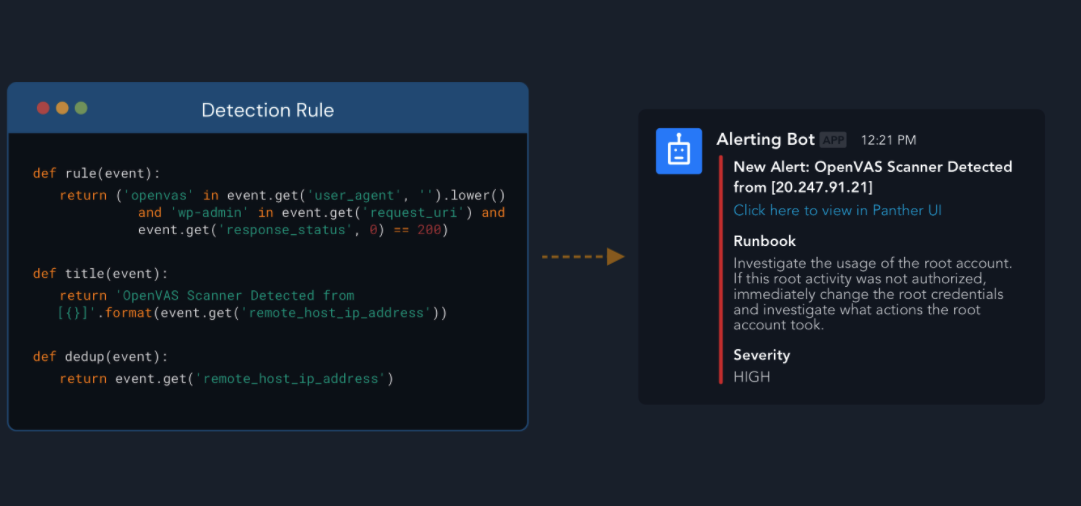 Detection Rule
def rule(event):
return ('openvas' in event.get('user_agent', '').lower()
and 'wp-admin' in event.get('request_uri') and
event.get('response_status', 0) == 200)
def title(event):
return 'OpenVAS Scanner Detected from
[{}]'.format(event.get('remote_host_ip_address'))
def dedup(event):
return event.get('remote_host_ip_address')
Alerting Bot APP 12:21 PM
New Alert: OpenVAS Scanner Detected
from [20.247.91.21]
Click here to view in Panther UI
Runbook
Investigate the usage of the root account.
If this root activity was not authorized,
immediately change the root credentials
and investigate what actions the root
account took.
Severity
HIGH